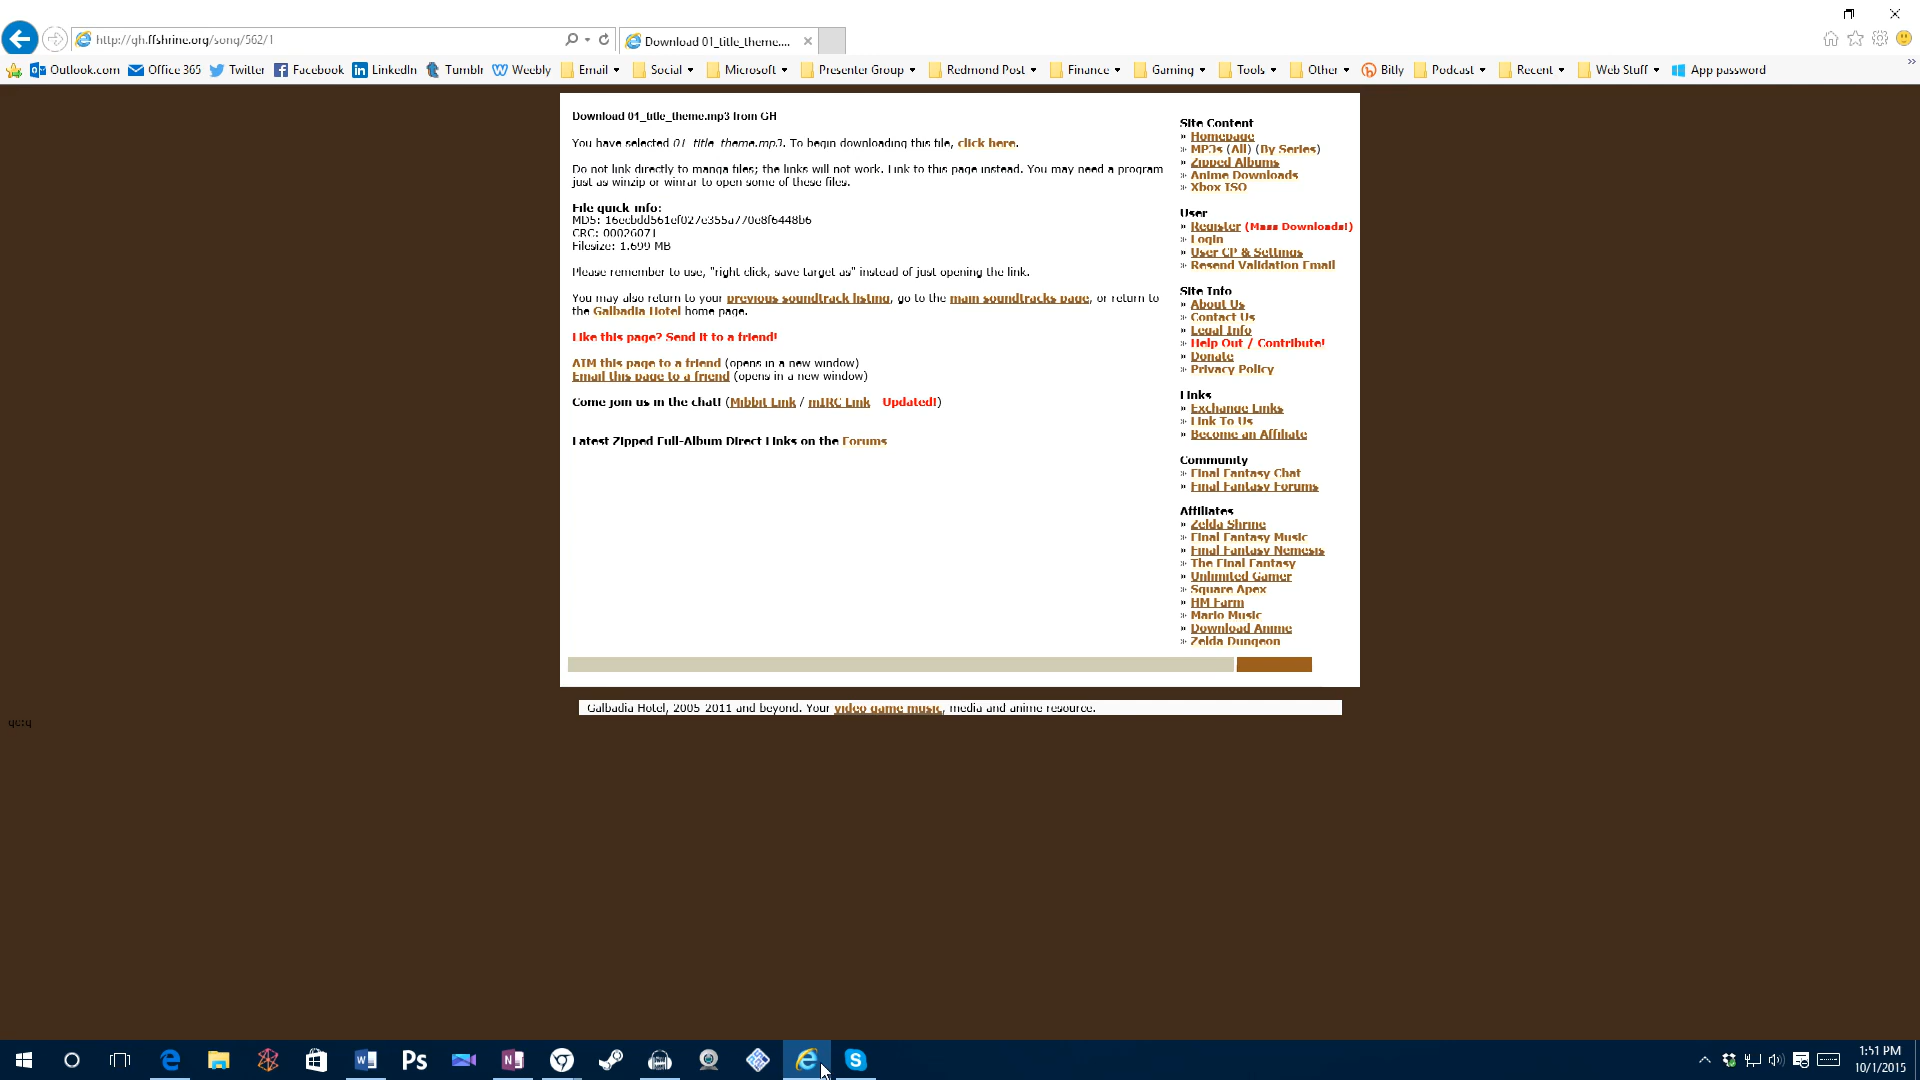 http://gh.ffshrine.org/song/562/1
Download 01_title_theme....
Outlook.com Office 365 Twitter Facebook LinkedIn Tumblr Weebly Email Social Microsoft Presenter Group Redmond Post Finance Gaming Tools Other Bitly Podcast Recent Web Stuff App password
Download 01_title_theme.mp3 from GH
You have selected 01_title_theme.mp3. To begin downloading this file, click here.
Do not link directly to manga files; the links will not work. Link to this page instead. You may need a program
just as winzip or winrar to open some of these files.
File quick info:
MD5: 16eebdd561ef027e355a770e8f6448b6
CRC: 00026071
Filesize: 1.699 MB
Please remember to use, "right click, save target as" instead of just opening the link.
You may also return to your previous soundtrack listing, go to the main soundtracks page, or return to
the Galbadia Hotel home page.
Like this page? Send it to a friend!
AIM this page to a friend (opens in a new window)
Email this page to a friend (opens in a new window)
Come join us in the chat! (Mibbit Link / mIRC Link Updated!)
Latest Zipped Full-Album Direct Links on the Forums
Site Content
» Homepage
» MP3s (All) (By Series)
» Zipped Albums
» Anime Downloads
» Xbox ISO
User
» Register (Mass Downloads!)
» Login
» User CP & Settings
» Resend Validation Email
Site Info
» About Us
» Contact Us
» Legal Info
» Help Out / Contribute!
» Donate
» Privacy Policy
Links
» Exchange Links
» Link To Us
» Become an Affiliate
Community
» Final Fantasy Chat
» Final Fantasy Forums
Affiliates
» Zelda Shrine
» Final Fantasy Music
» Final Fantasy Nemesis
» The Final Fantasy
» Unlimited Gamer
» Square Apex
» HM Farm
» Mario Music
» Download Anime
» Zelda Dungeon
Galbadia Hotel, 2005 2011 and beyond. Your video game music, media and anime resource.
1:51 PM
10/1/2015